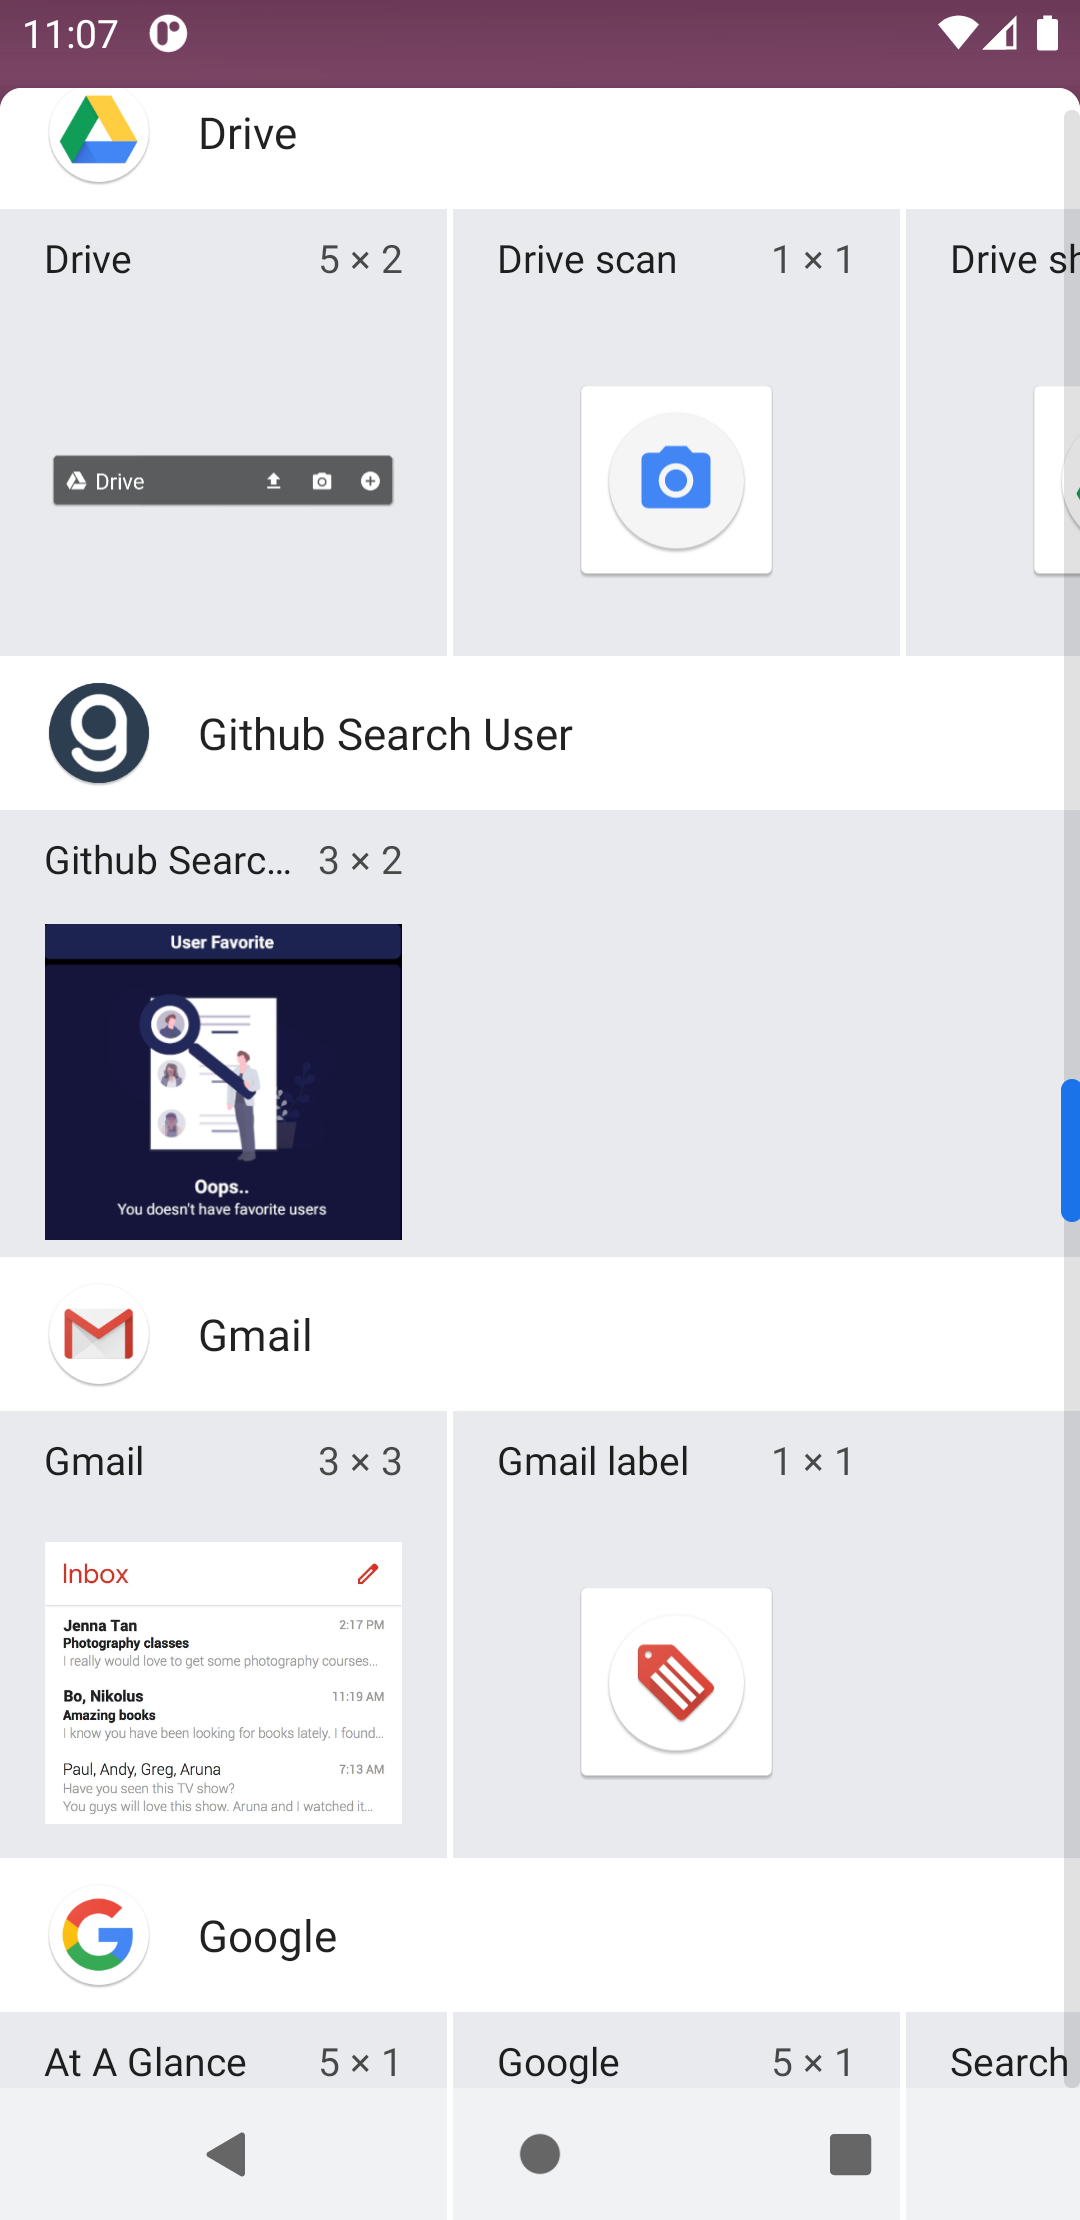 11:07
Drive
Drive 5 × 2
Drive scan 1 × 1
Drive sh
Drive
Github Search User
Github Searc... 3 × 2
User Favorite
Oops..
You doesn't have favorite users
Gmail
Gmail 3 × 3
Gmail label 1 × 1
Inbox
Jenna Tan 2:17 PM
Photography classes
I really would love to get some photography courses...
Bo, Nikolus 11:19 AM
Amazing books
I know you have been looking for books lately. I found...
Paul, Andy, Greg, Aruna 7:13 AM
Have you seen this TV show?
You guys will love this show. Aruna and I watched it...
Google
At A Glance 5 × 1
Google 5 × 1
Search